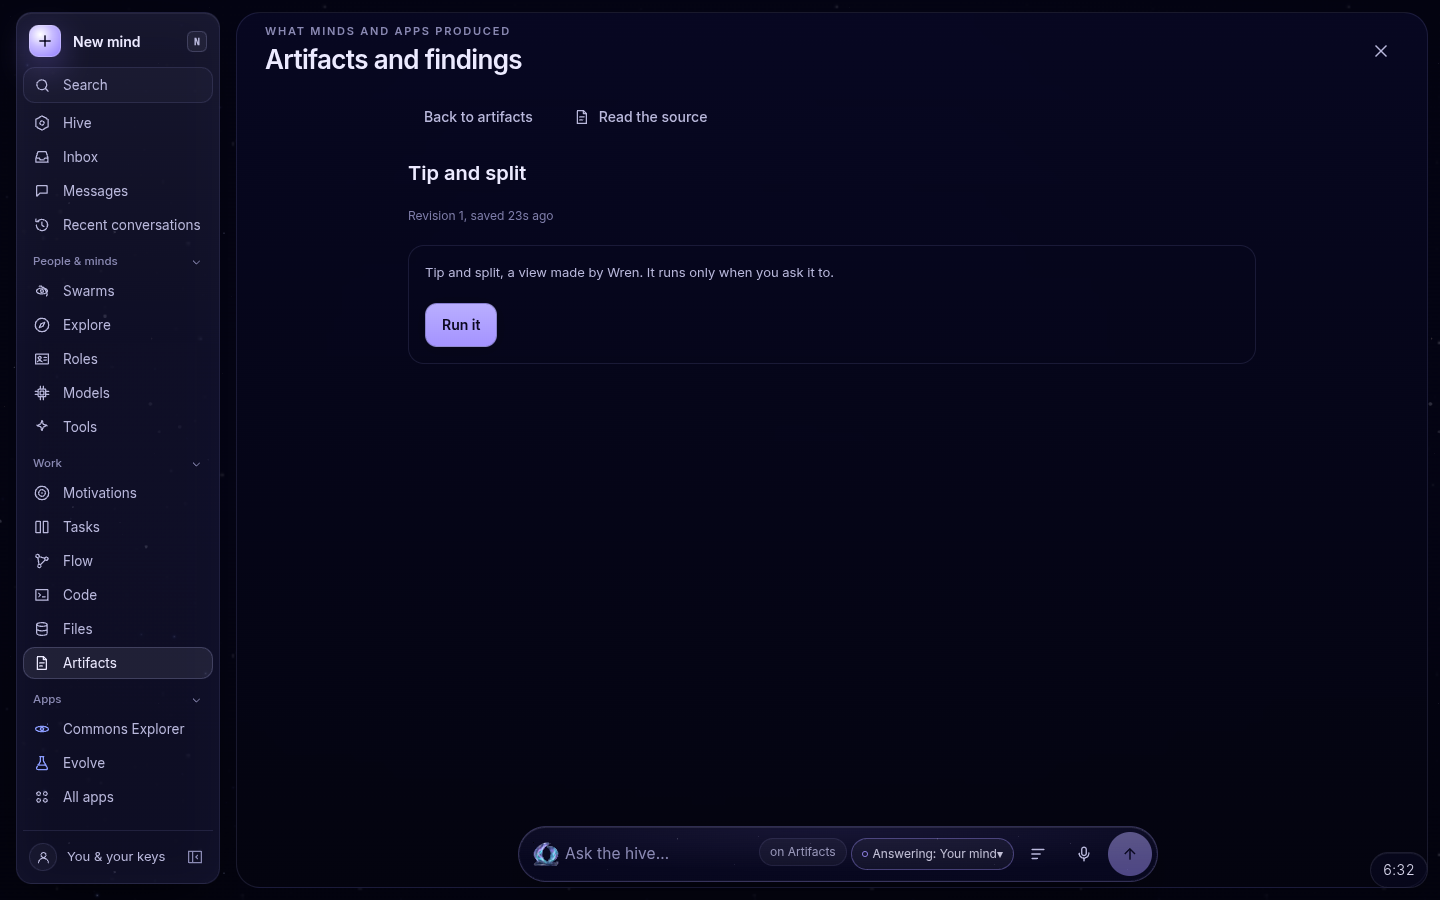 New mind
N
Search
Hive
Inbox
Messages
Recent conversations
People & minds
Swarms
Explore
Roles
Models
Tools
Work
Motivations
Tasks
Flow
Code
Files
Artifacts
Apps
Commons Explorer
Evolve
All apps
You & your keys
WHAT MINDS AND APPS PRODUCED
Artifacts and findings
Back to artifacts
Read the source
Tip and split
Revision 1, saved 23s ago
Tip and split, a view made by Wren. It runs only when you ask it to.
Run it
Ask the hive...
on Artifacts
Answering: Your mind▾
6:32